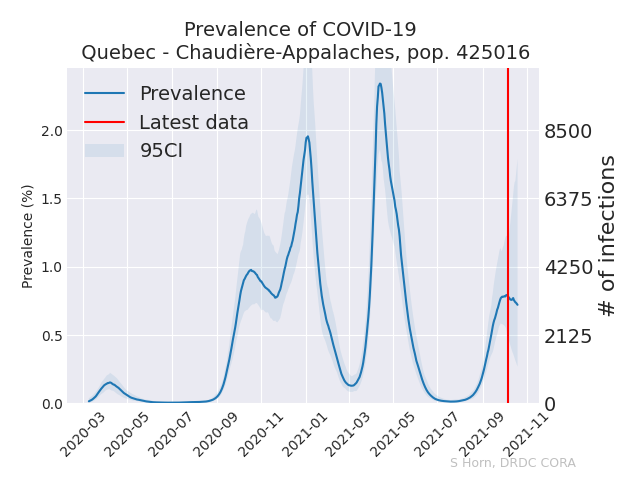 Prevalence of COVID-19
Quebec - Chaudière-Appalaches, pop. 425016
Prevalence
Latest data
95CI
Prevalence (%)
2.0
1.5
1.0
0.5
0.0
8500
6375
4250
2125
0
# of infections
2020-03
2020-05
2020-07
2020-09
2020-11
2021-01
2021-03
2021-05
2021-07
2021-09
2021-11
S Horn, DRDC CORA